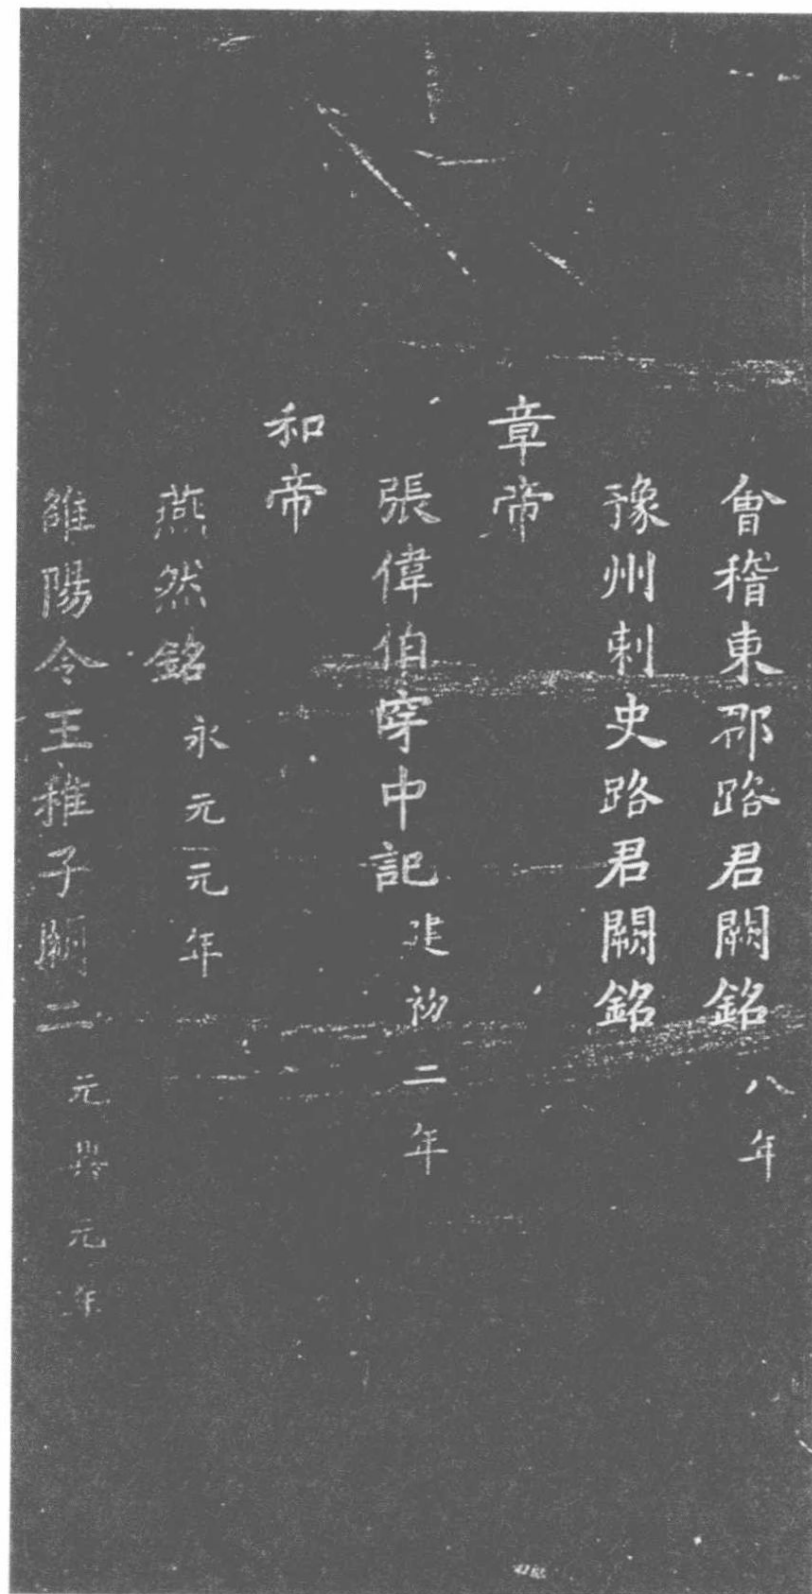 會稽東部路君闕銘 八年
豫州刺史路君闕銘
章帝
張偉伯穿中記 建初二年
和帝
燕然銘 永元元年
雒陽令王稚子闕二 元興元年